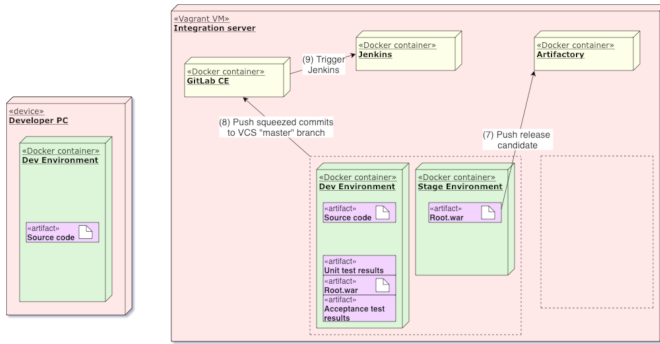 «Vagrant VM»
Integration server
«Docker container»
Jenkins
«Docker container»
Artifactory
(9) Trigger
Jenkins
«Docker container»
GitLab CE
«device»
Developer PC
(8) Push squeezed commits
to VCS "master" branch
(7) Push release
candidate
«Docker container»
Dev Environment
«Docker container»
Dev Environment
«Docker container»
Stage Environment
«artifact»
Source code
«artifact»
Root.war
«artifact»
Source code
«artifact»
Unit test results
«artifact»
Root.war
«artifact»
Acceptance test
results